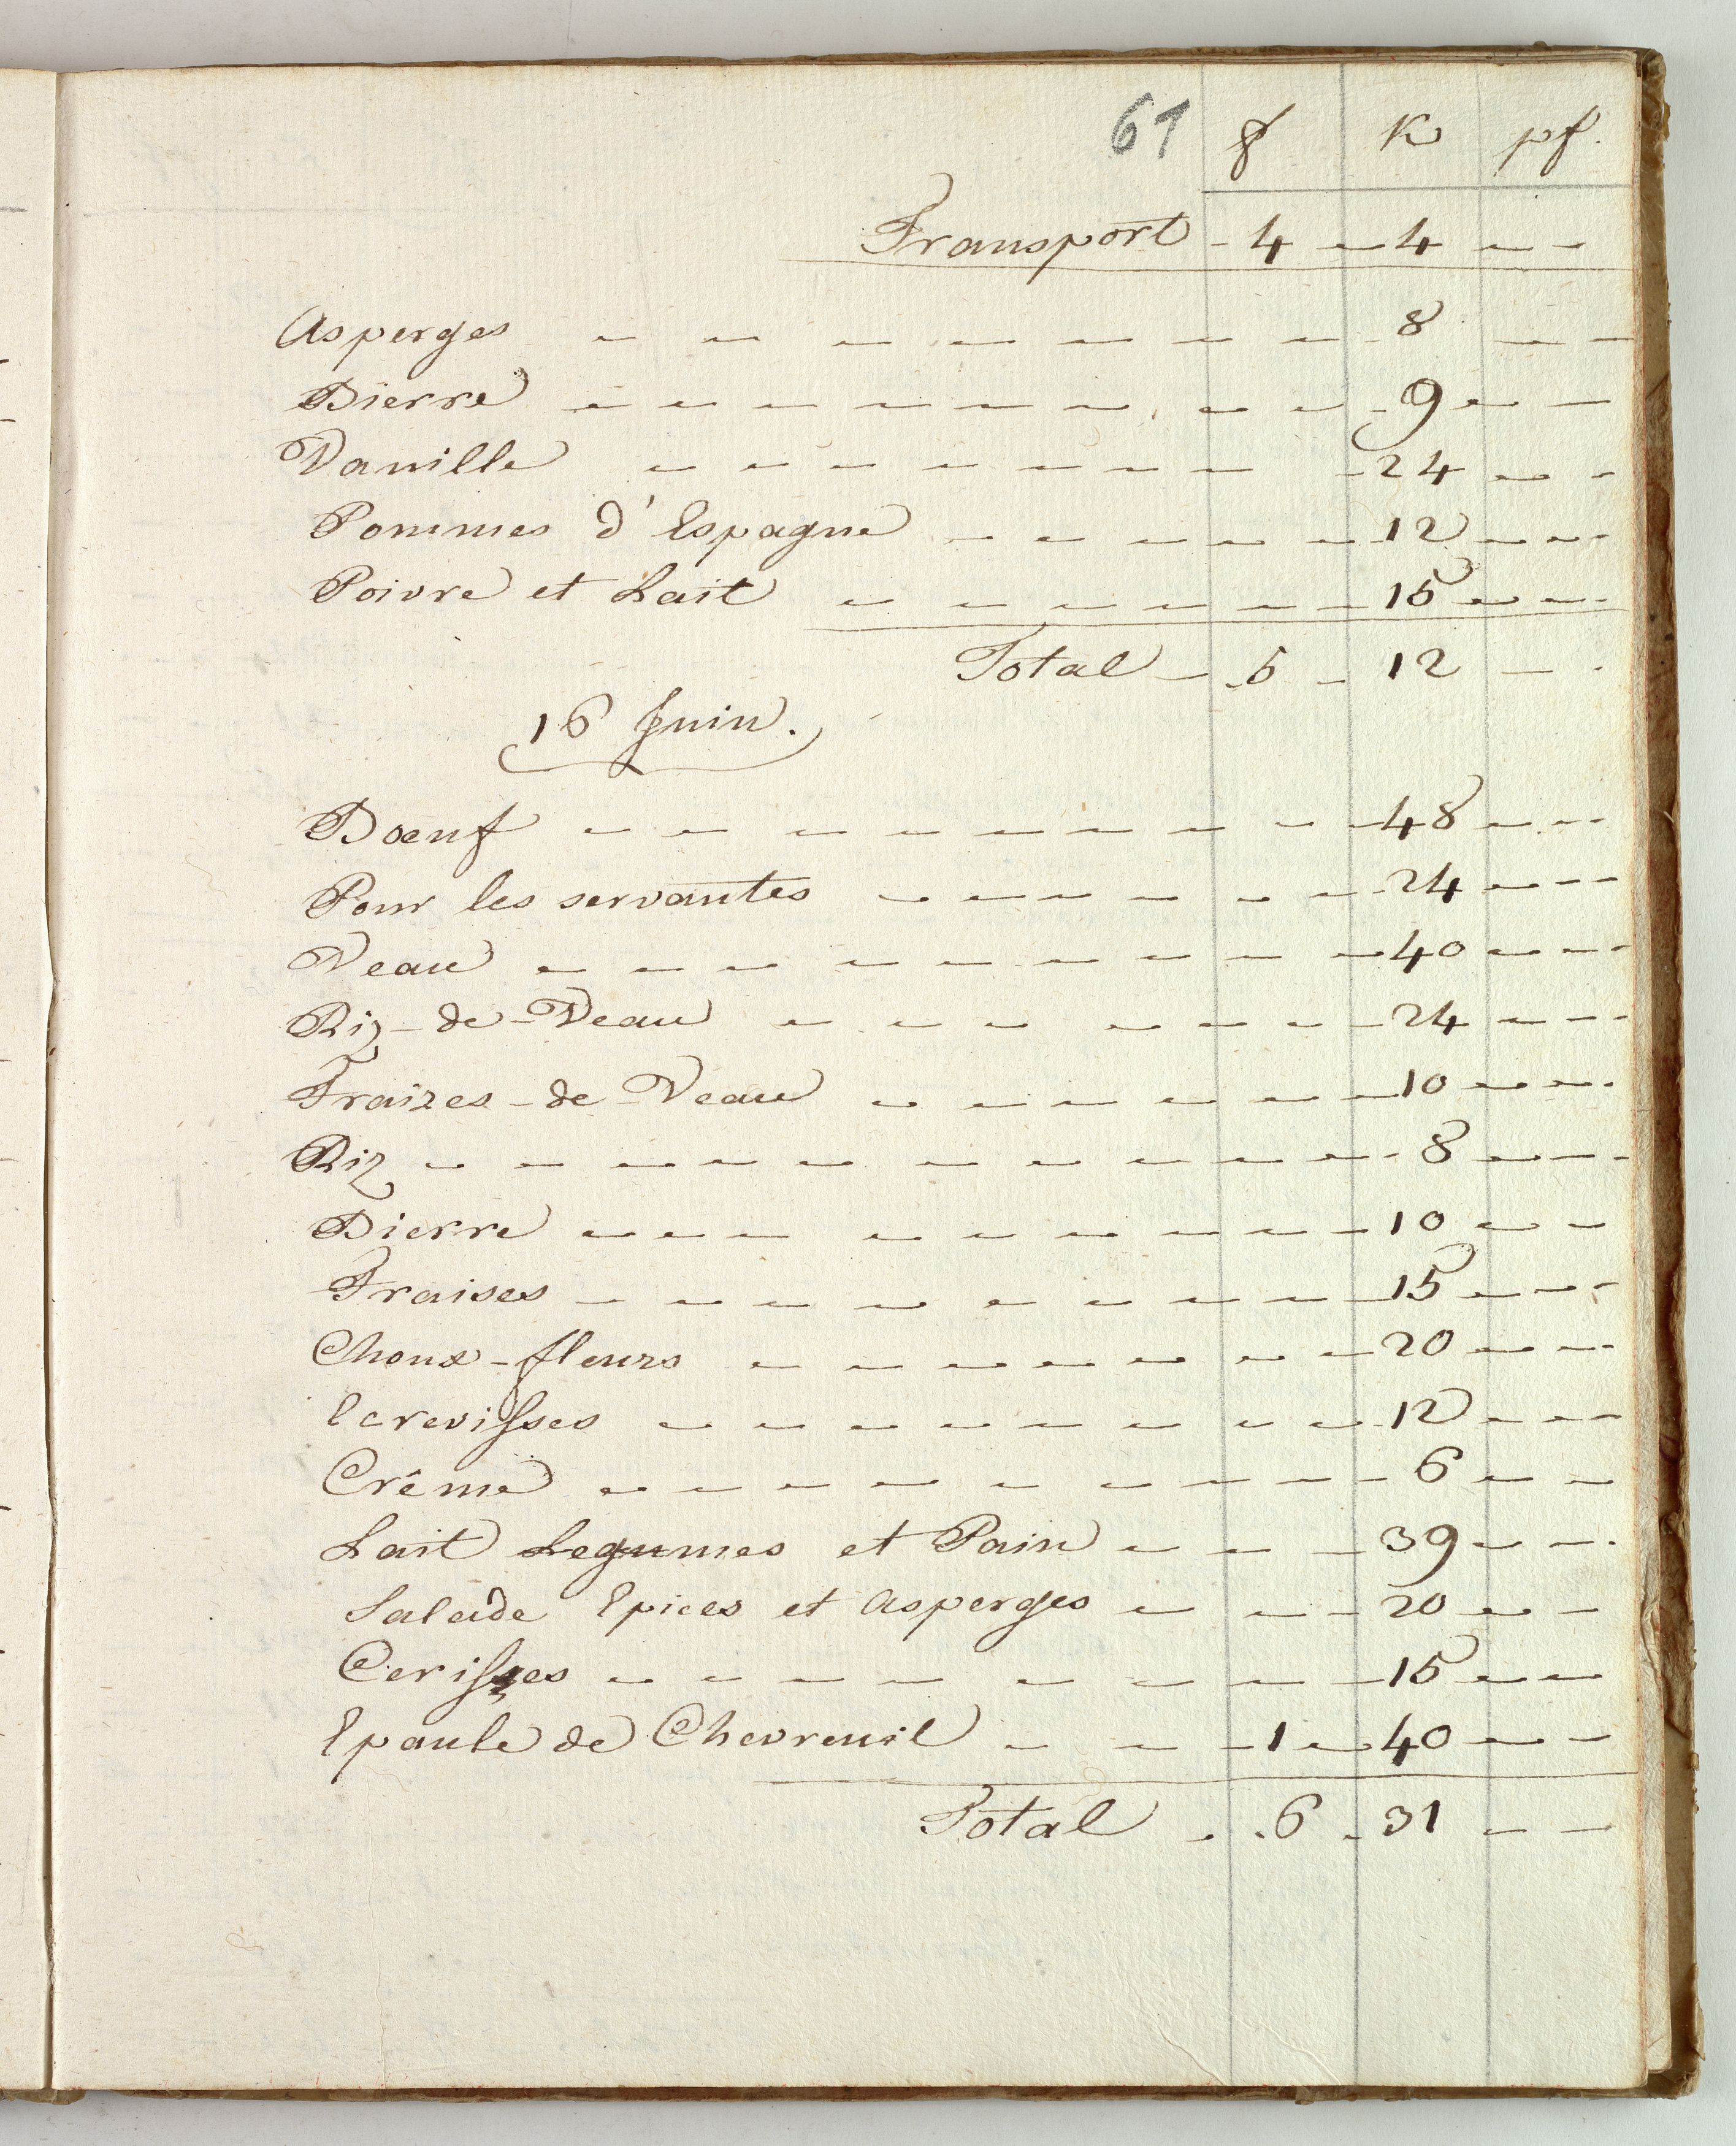 61 f K pf.
Transport - 4 - 4 - -
Asperges - - - - - - - - 8 - -
Bierre - - - - - - - - - 9 - -
Vanille - - - - - - - - 24 - -
Pommes d'Espagne - - - - - 12 - -
Poivre et Lait - - - - - - 15 - -
Total - 5 - 12 - -
16 Juin.
Boeuf - - - - - - - - - 48 - -
Pour les servantes - - - - - - 24 - -
Veau - - - - - - - - - 40 - -
Riz-de-Veau - - - - - - - - 24 - -
Fraizes-de-Veau - - - - - - 10 - -
Riz - - - - - - - - - - - 8 - -
Bierre - - - - - - - - - 10 - -
Fraises - - - - - - - - - 15 - -
Choux-fleurs - - - - - - - - 20 - -
Ecrevisses - - - - - - - - 12 - -
Crême - - - - - - - - - 6 - -
Lait Legumes et Pain - - - 39 - -
Salade Epices et Asperges - - - 20 - -
Cerises - - - - - - - - - 15 - -
Epaule de Chevreuil - - - 1 - 40 - -
Total - 6 - 31 - -